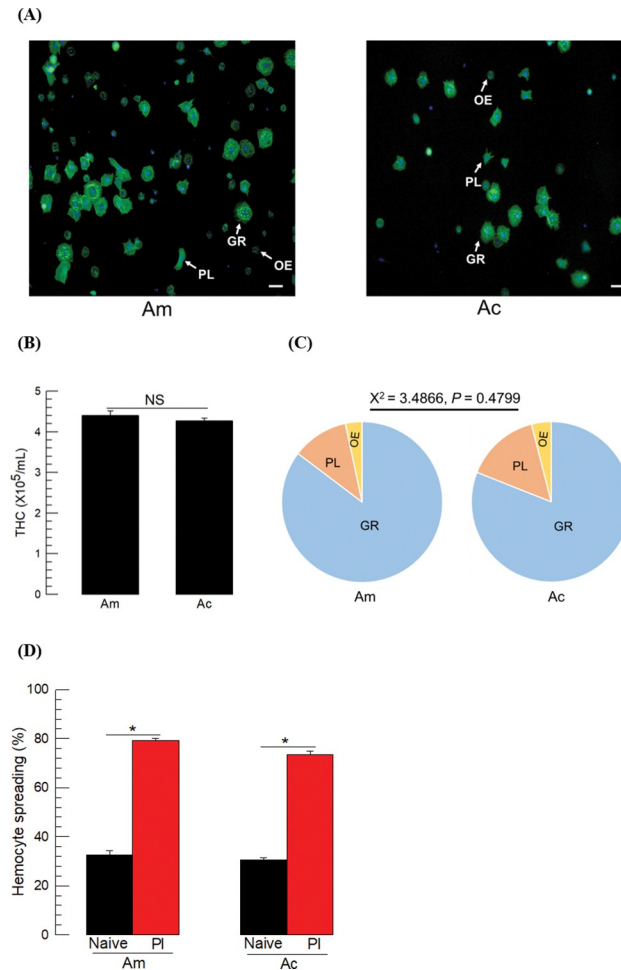 (A)
GR
OE
PL
Am
OE
PL
GR
Ac
(B)
THC (X10⁵/mL)
5
4
3
2
1
0
NS
Am
Ac
(C)
X² = 3.4866, P = 0.4799
OE
PL
GR
Am
OE
PL
GR
Ac
(D)
Hemocyte spreading (%)
100
80
60
40
20
0
*
*
Naive
PI
Naive
PI
Am
Ac